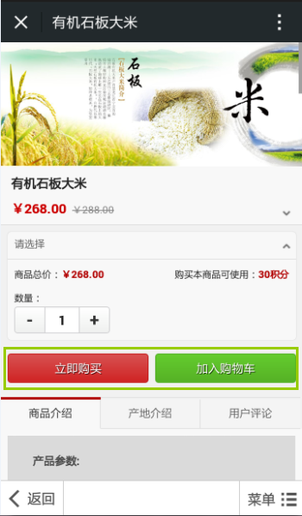 有机石板大米
石板
米
【石板大米简介】
有机石板大米
￥268.00 ￥288.00
请选择
商品总价：￥268.00 购买本商品可使用：30积分
数量：
- 1 +
立即购买 加入购物车
商品介绍 产地介绍 用户评论
产品参数:
返回 菜单